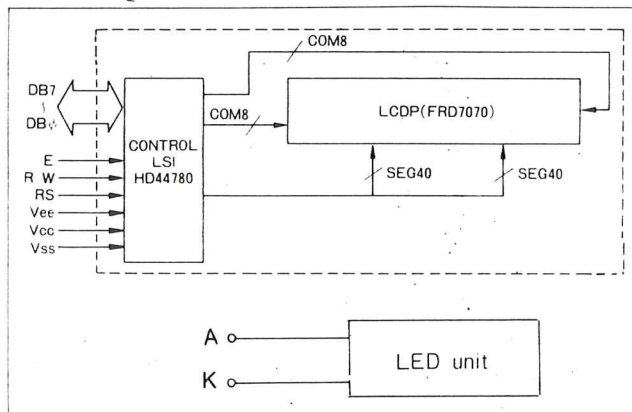 COM8
DB7
~
DBφ
COM8
LCDP(FRD7070)
CONTROL
LSI
HD44780
E
R W
RS
Vee
Vcc
Vss
SEG40
SEG40
A
K
LED unit